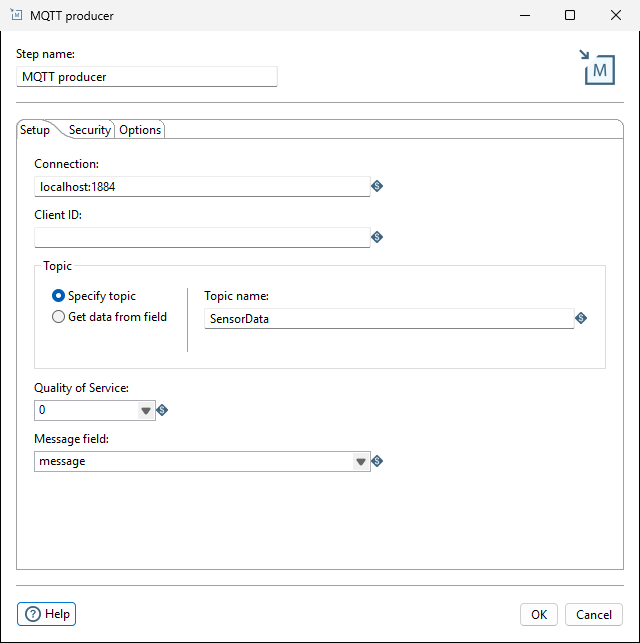 MQTT producer
Step name:
MQTT producer
M
Setup Security Options
Connection:
localhost:1884
Client ID:
Topic
Specify topic
Get data from field
Topic name:
SensorData
Quality of Service:
0
Message field:
message
Help
OK Cancel